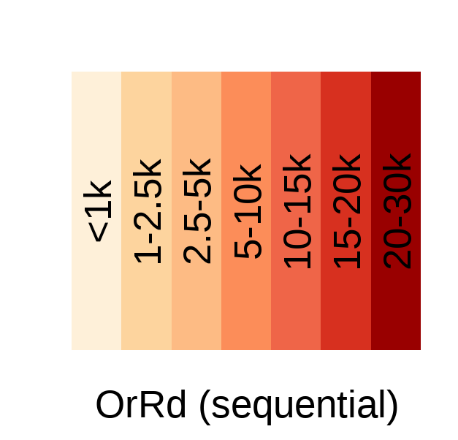 <1k
1-2.5k
2.5-5k
5-10k
10-15k
15-20k
20-30k
OrRd (sequential)